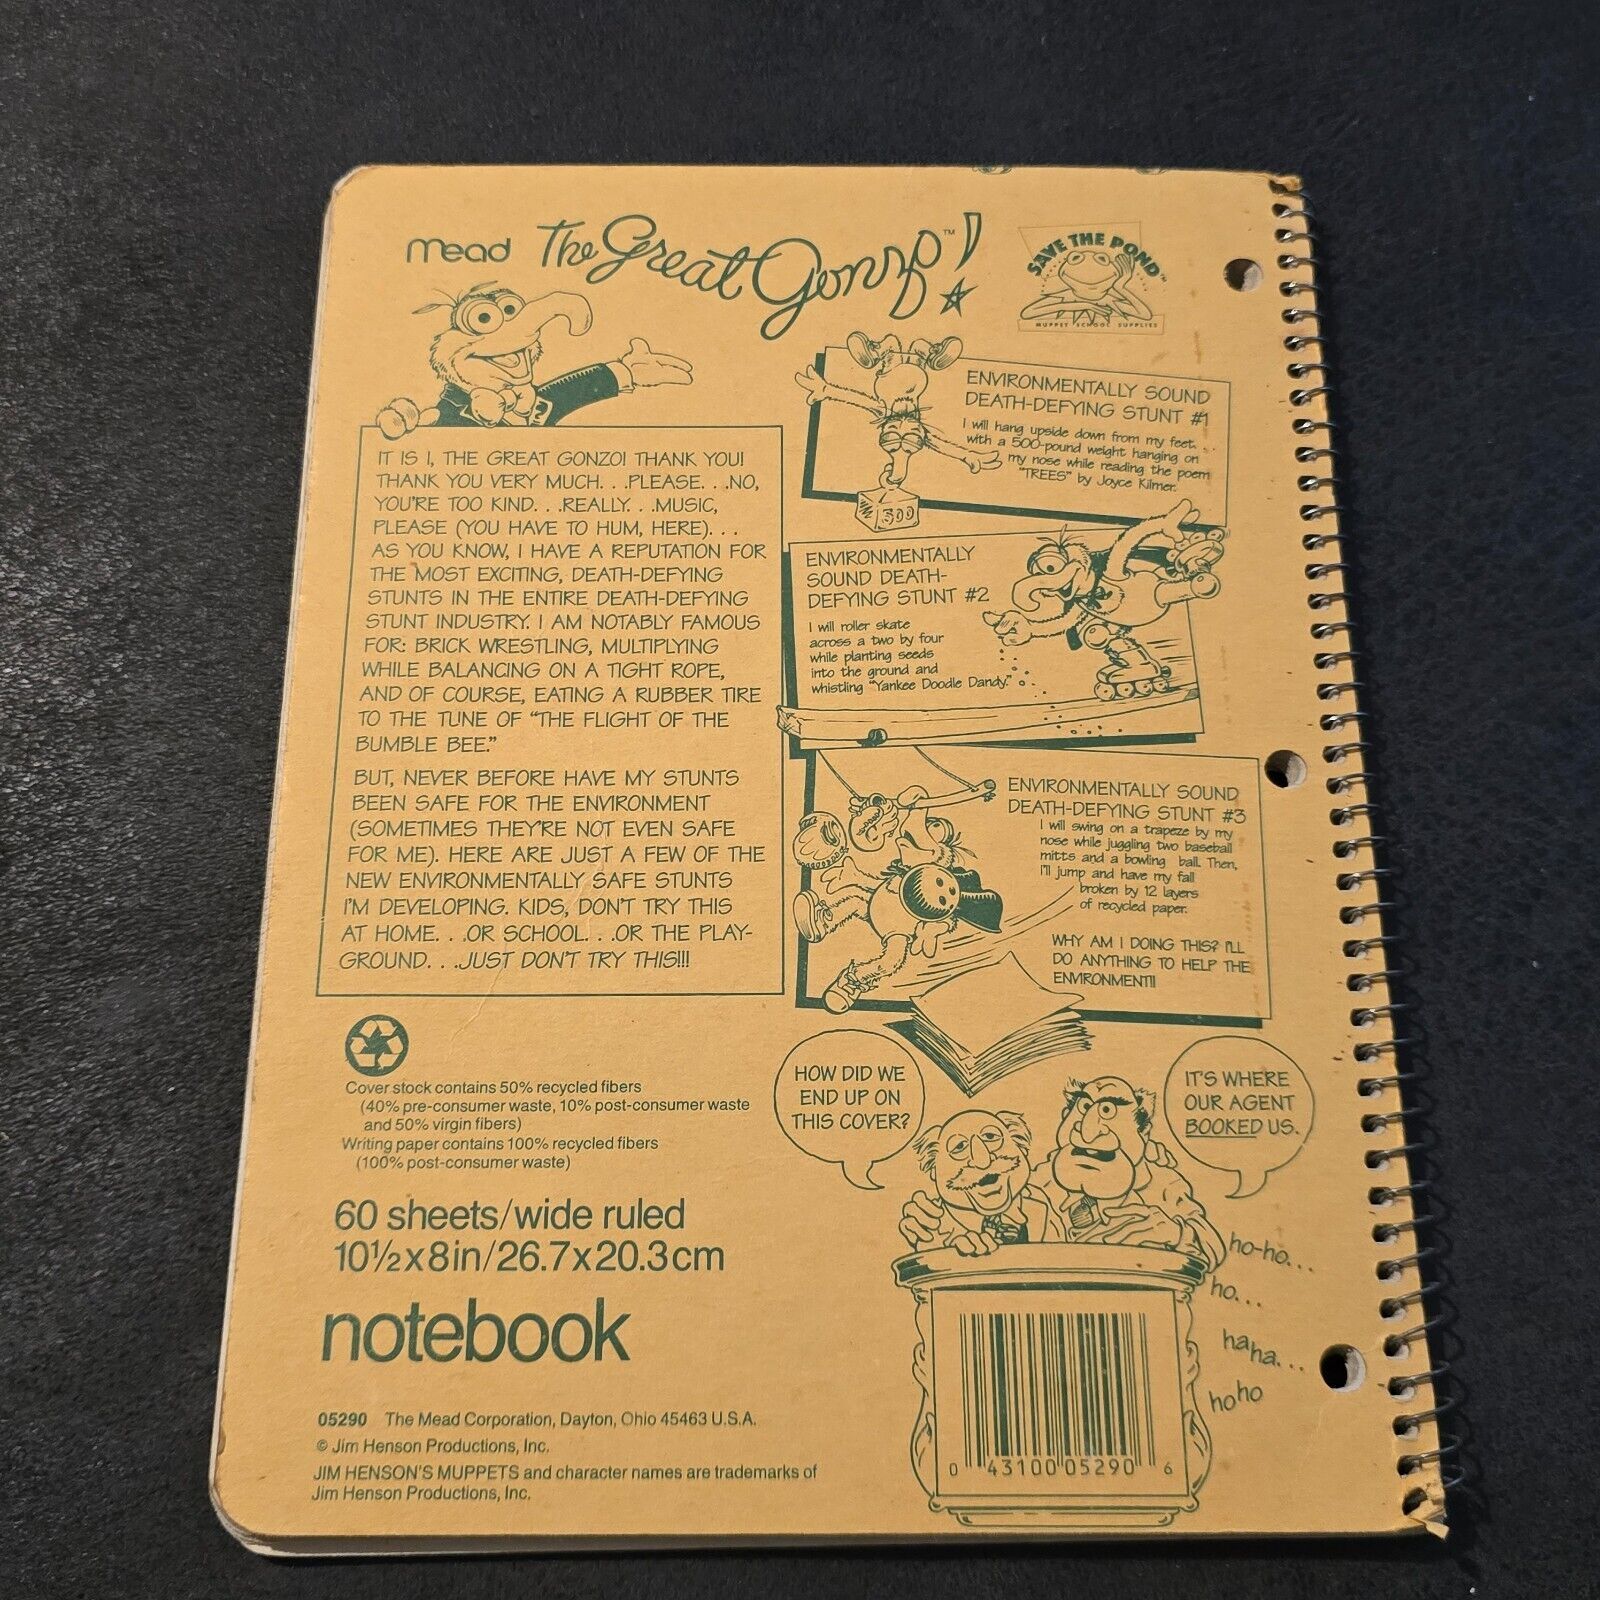 mead The Great Gonzo™!
SAVE THE POND™
MUPPET SCHOOL SUPPLIES
IT IS I, THE GREAT GONZO! THANK YOU!
THANK YOU VERY MUCH. . .PLEASE. . .NO,
YOU'RE TOO KIND. . .REALLY. . .MUSIC,
PLEASE (YOU HAVE TO HUM, HERE). . .
AS YOU KNOW, I HAVE A REPUTATION FOR
THE MOST EXCITING, DEATH-DEFYING
STUNTS IN THE ENTIRE DEATH-DEFYING
STUNT INDUSTRY. I AM NOTABLY FAMOUS
FOR: BRICK WRESTLING, MULTIPLYING
WHILE BALANCING ON A TIGHT ROPE,
AND OF COURSE, EATING A RUBBER TIRE
TO THE TUNE OF "THE FLIGHT OF THE
BUMBLE BEE."
BUT, NEVER BEFORE HAVE MY STUNTS
BEEN SAFE FOR THE ENVIRONMENT
(SOMETIMES THEY'RE NOT EVEN SAFE
FOR ME). HERE ARE JUST A FEW OF THE
NEW ENVIRONMENTALLY SAFE STUNTS
I'M DEVELOPING. KIDS, DON'T TRY THIS
AT HOME. . .OR SCHOOL. . .OR THE PLAY-
GROUND. . .JUST DON'T TRY THIS!!!
ENVIRONMENTALLY SOUND
DEATH-DEFYING STUNT #1
I will hang upside down from my feet. . .
with a 500-pound weight hanging on
my nose while reading the poem
"TREES" by Joyce Kilmer.
500
ENVIRONMENTALLY
SOUND DEATH-
DEFYING STUNT #2
I will roller skate
across a two by four
while planting seeds
into the ground and
whistling "Yankee Doodle Dandy."
ENVIRONMENTALLY SOUND
DEATH-DEFYING STUNT #3
I will swing on a trapeze by my
nose while juggling two baseball
mitts and a bowling ball. Then,
I'll jump and have my fall
broken by 12 layers
of recycled paper.
WHY AM I DOING THIS? I'LL
DO ANYTHING TO HELP THE
ENVIRONMENT!!
HOW DID WE
END UP ON
THIS COVER?
IT'S WHERE
OUR AGENT
BOOKED US.
ho-ho. . .
ho. . .
haha. . .
hoho
Cover stock contains 50% recycled fibers
(40% pre-consumer waste, 10% post-consumer waste
and 50% virgin fibers)
Writing paper contains 100% recycled fibers
(100% post-consumer waste)
60 sheets/wide ruled
10½x8in/26.7x20.3cm
notebook
05290 The Mead Corporation, Dayton, Ohio 45463 U.S.A.
© Jim Henson Productions, Inc.
JIM HENSON'S MUPPETS and character names are trademarks of
Jim Henson Productions, Inc.
0 43100 05290 6